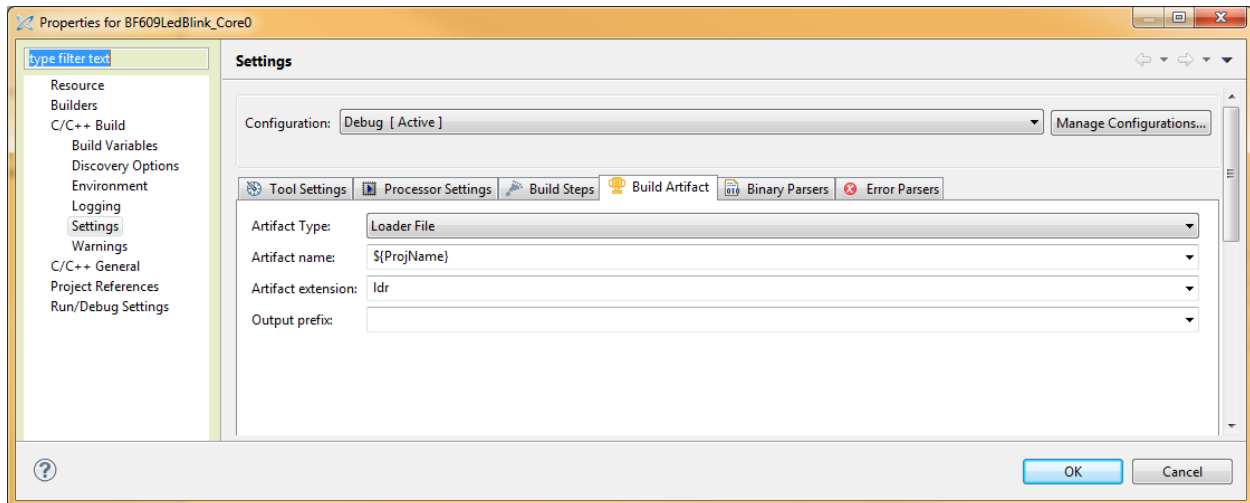 Properties for BF609LedBlink_Core0
type filter text
Resource
Builders
C/C++ Build
Build Variables
Discovery Options
Environment
Logging
Settings
Warnings
C/C++ General
Project References
Run/Debug Settings
Settings
Configuration: Debug [ Active ] Manage Configurations...
Tool Settings Processor Settings Build Steps Build Artifact Binary Parsers Error Parsers
Artifact Type: Loader File
Artifact name: ${ProjName}
Artifact extension: ldr
Output prefix:
OK Cancel